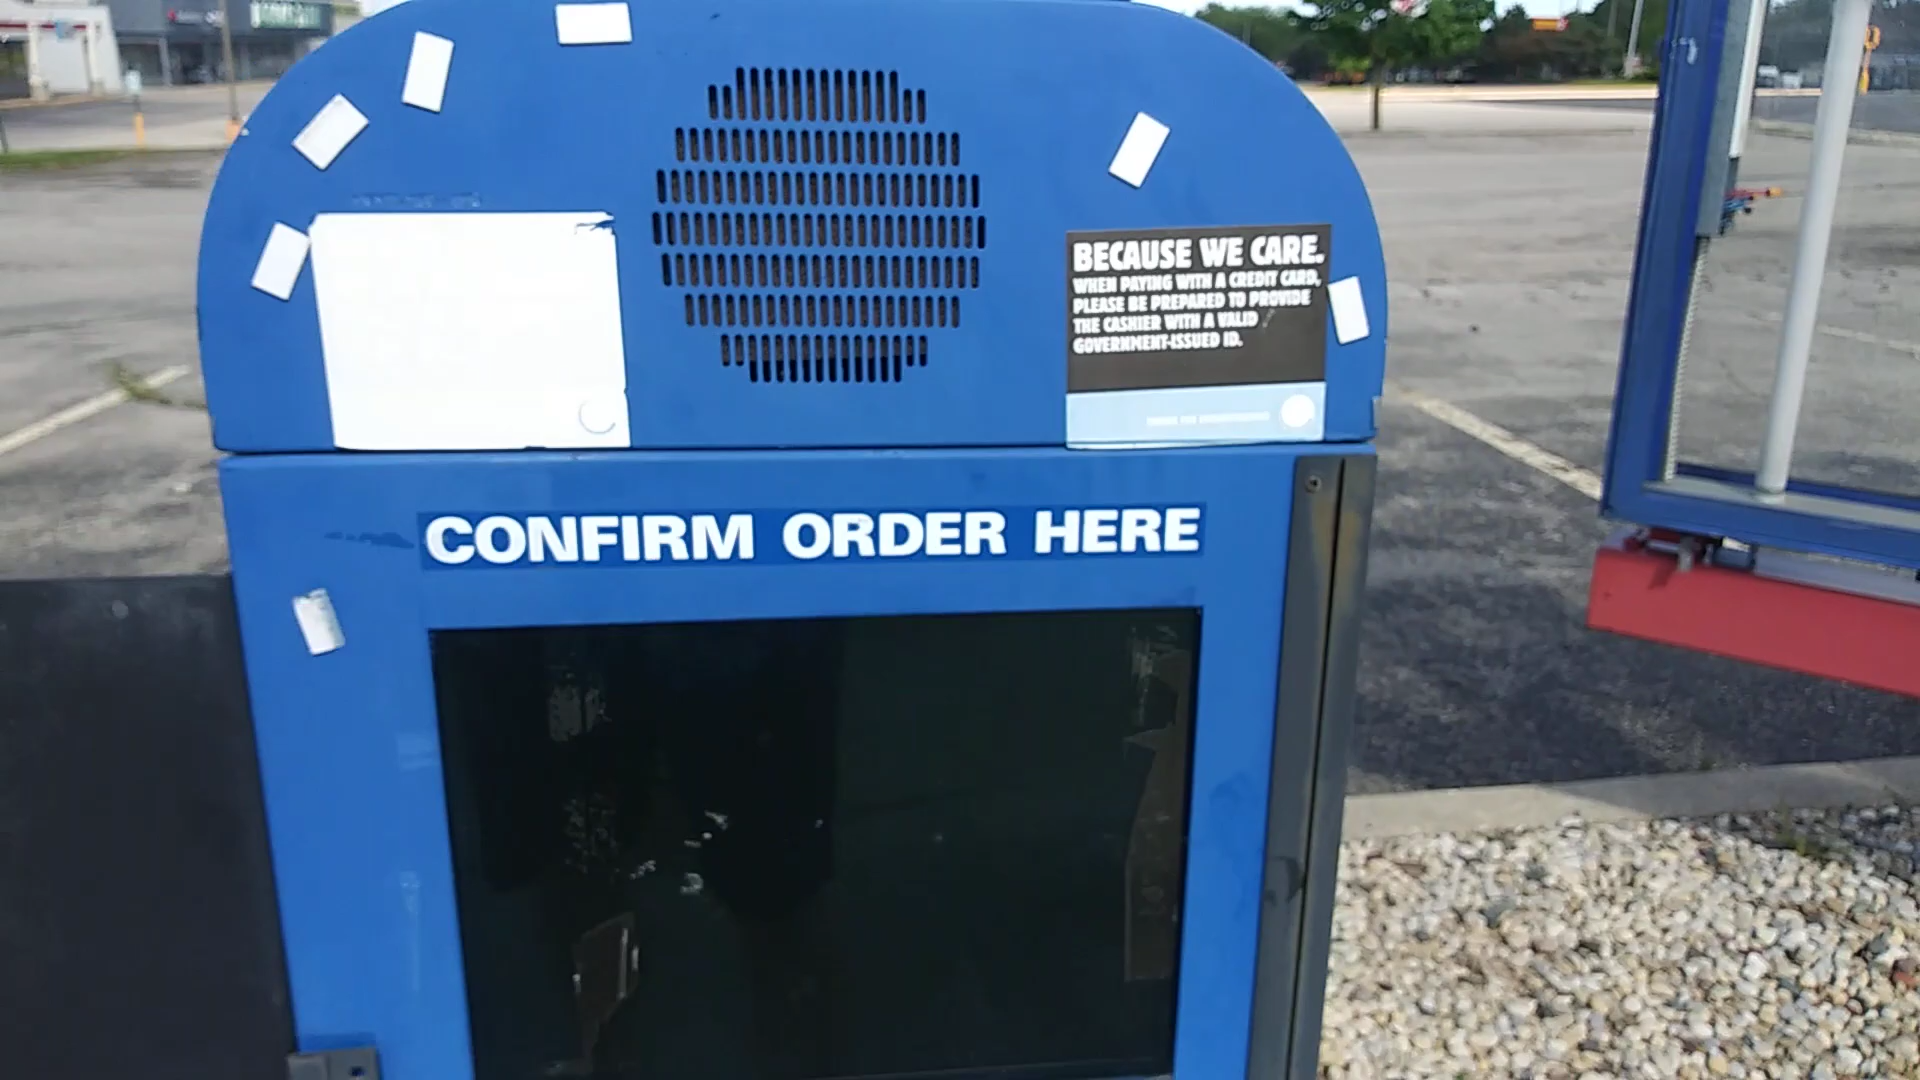 BECAUSE WE CARE.
WHEN PAYING WITH A CREDIT CARD,
PLEASE BE PREPARED TO PROVIDE
THE CASHIER WITH A VALID
GOVERNMENT-ISSUED ID.
CONFIRM ORDER HERE